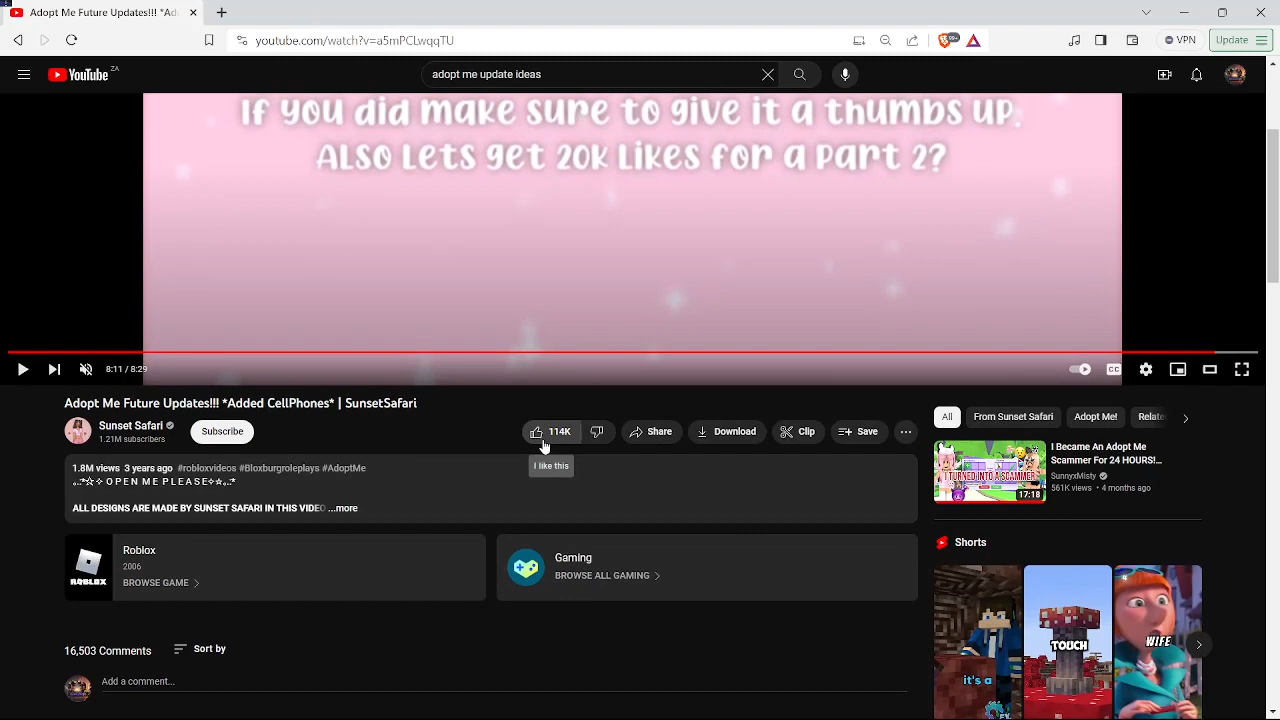 Adopt Me Future Updates!!! *Ad
youtube.com/watch?v=a5mPCLwqqTU
99+
VPN
Update
YouTube ZA
adopt me update ideas
If you did make sure to give it a thumbs up.
Also Lets get 20k Likes for a Part 2?
8:11 / 8:29
CC
Adopt Me Future Updates!!! *Added CellPhones* | SunsetSafari
Sunset Safari
1.21M subscribers
Subscribe
114K
Share
Download
Clip
Save
I like this
1.8M views 3 years ago #robloxvideos #Bloxburgroleplays #AdoptMe
..·☆✧ O P E N M E P L E A S E✧☆..·*
ALL DESIGNS ARE MADE BY SUNSET SAFARI IN THIS VIDEO ...more
ROBLOX
Roblox
2006
BROWSE GAME
Gaming
BROWSE ALL GAMING
16,503 Comments
Sort by
Add a comment...
All
From Sunset Safari
Adopt Me!
Relate
I TURNED INTO A SCAMMER
17:18
I Became An Adopt Me
Scammer For 24 HOURS!...
SunnyxMisty
561K views • 4 months ago
Shorts
it's a
TOUCH
WIFE